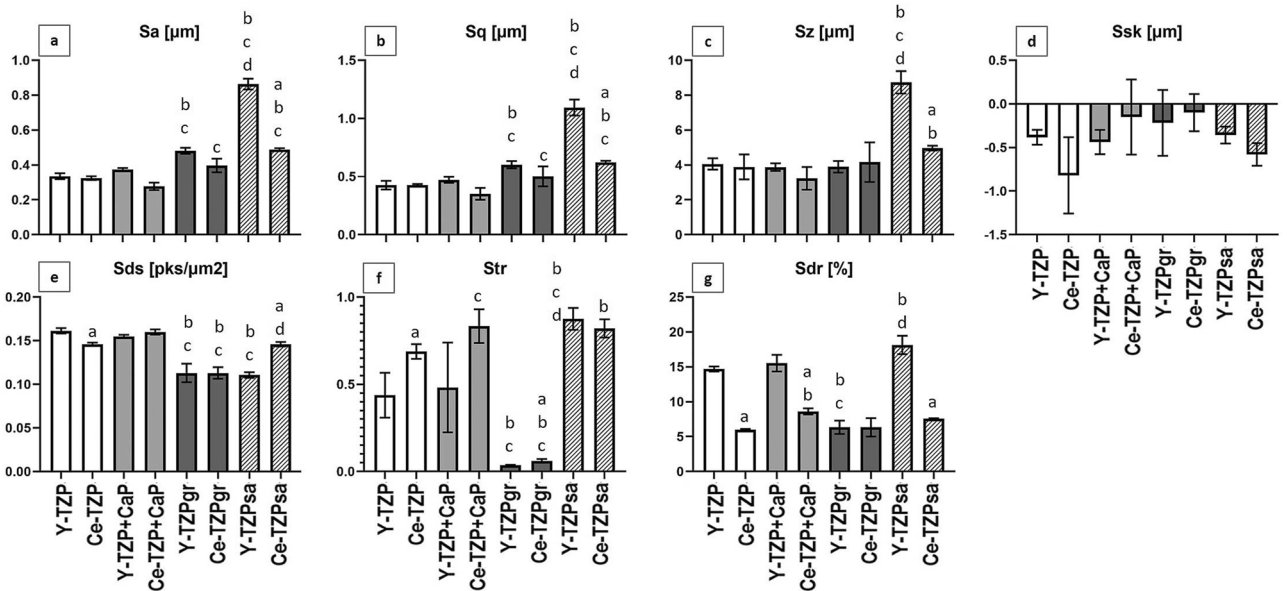 a
Sa [µm]
b
c
d
a
b
c
b
c
c
1.0
0.8
0.6
0.4
0.2
0.0
b
Sq [µm]
b
c
d
a
b
c
b
c
c
1.5
1.0
0.5
0.0
c
Sz [µm]
b
c
d
a
b
10
8
6
4
2
0
d
Ssk [µm]
0.5
0.0
-0.5
-1.0
-1.5
Y-TZP
Ce-TZP
Y-TZP+CaP
Ce-TZP+CaP
Y-TZPgr
Ce-TZPgr
Y-TZPsa
Ce-TZPsa
e
Sds [pks/µm2]
0.20
0.15
0.10
0.05
0.00
a
b
c
b
c
b
c
a
d
Y-TZP
Ce-TZP
Y-TZP+CaP
Ce-TZP+CaP
Y-TZPgr
Ce-TZPgr
Y-TZPsa
Ce-TZPsa
f
Str
1.0
0.5
0.0
a
c
b
c
a
b
c
b
c
d
b
Y-TZP
Ce-TZP
Y-TZP+CaP
Ce-TZP+CaP
Y-TZPgr
Ce-TZPgr
Y-TZPsa
Ce-TZPsa
g
Sdr [%]
25
20
15
10
5
0
a
a
b
b
c
b
d
a
Y-TZP
Ce-TZP
Y-TZP+CaP
Ce-TZP+CaP
Y-TZPgr
Ce-TZPgr
Y-TZPsa
Ce-TZPsa